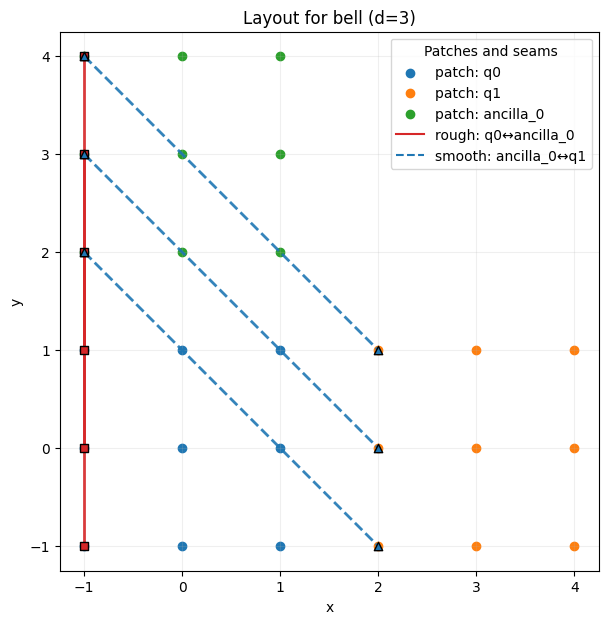 Layout for bell (d=3)
Patches and seams
patch: q0
patch: q1
patch: ancilla_0
rough: q0↔ancilla_0
smooth: ancilla_0↔q1
y
4
3
2
1
0
−1
−1 0 1 2 3 4
x